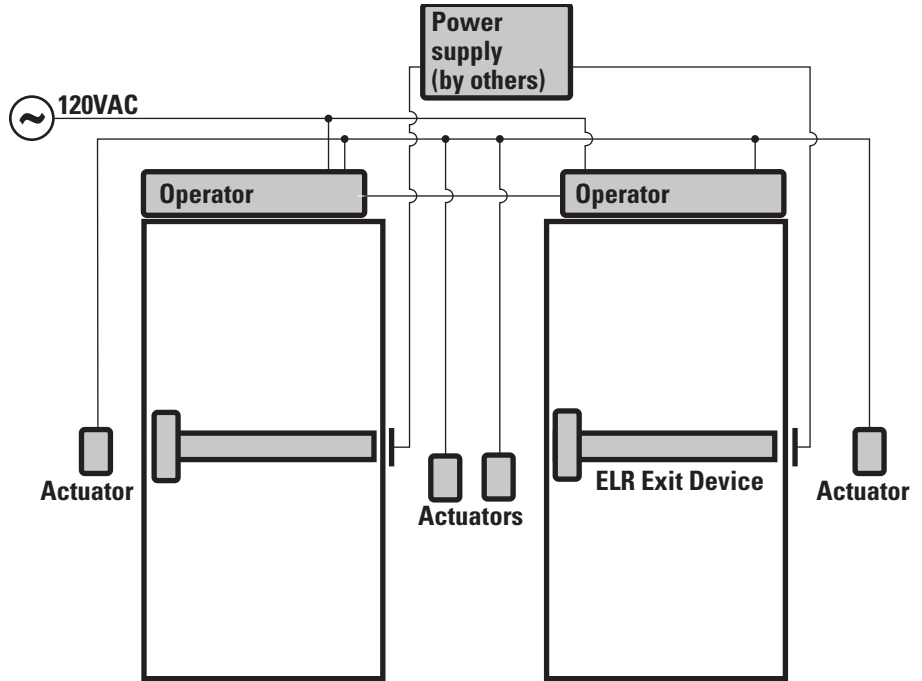 Power
supply
(by others)
120VAC
Operator
Operator
Actuator
Actuators
ELR Exit Device
Actuator